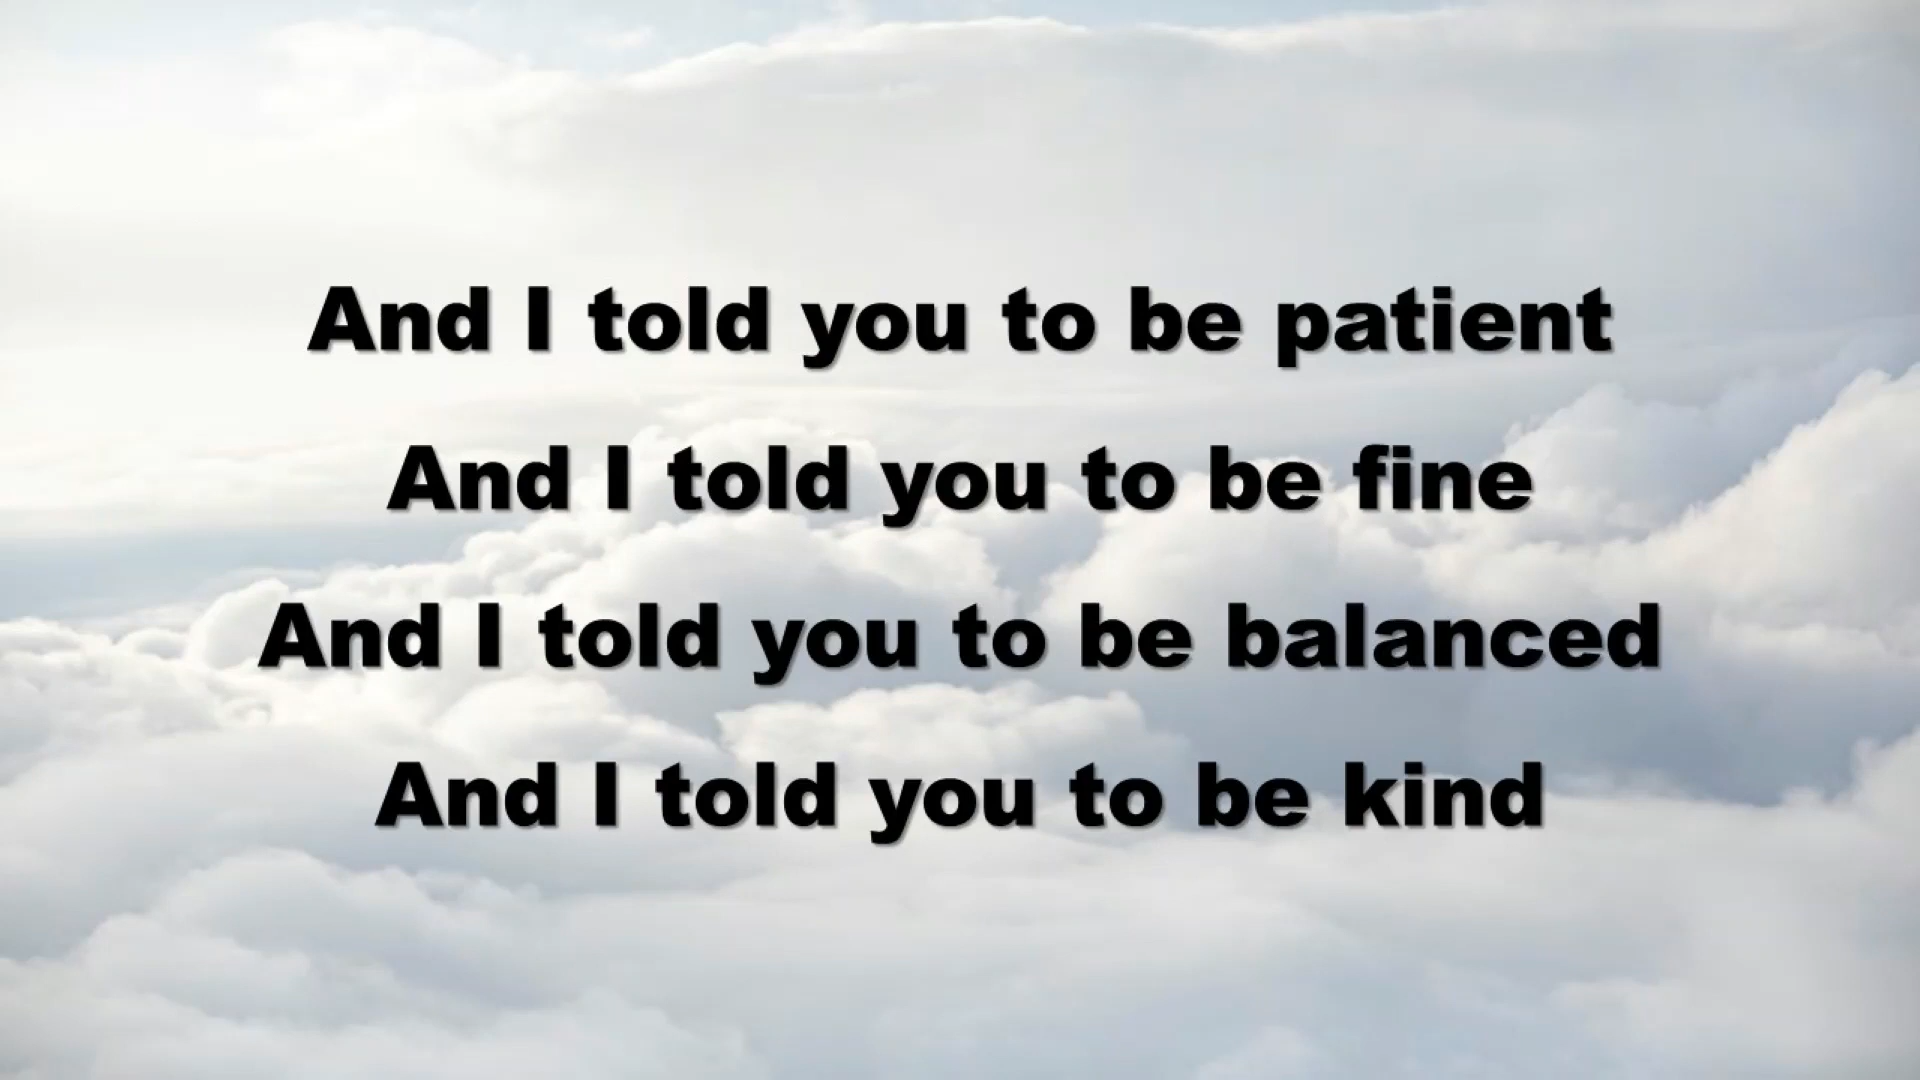 And I told you to be patient
And I told you to be fine
And I told you to be balanced
And I told you to be kind